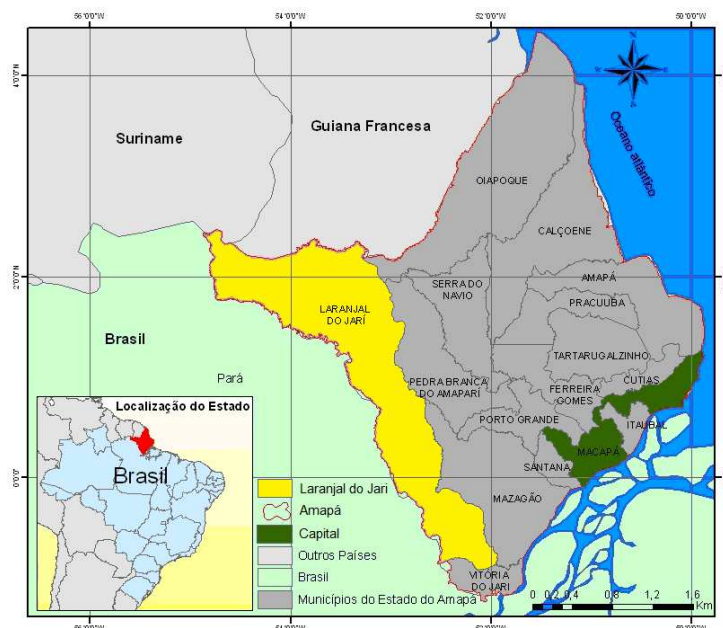 56°0'0"W
54°0'0"W
52°0'0"W
50°0'0"W
4°0'0"N
2°0'0"N
0°0'0"
N
Suriname
Guiana Francesa
Oceano atlântico
OIAPOQUE
CALÇOENE
SERRA DO
NAVIO
AMAPÁ
PRACUUBA
LARANJAL
DO JARÍ
TARTARUGALZINHO
Brasil
Pará
PEDRA BRANCA
DO AMAPARÍ
FERREIRA
GOMES
CUTIAS
PORTO GRANDE
ITAUBAL
MACAPÁ
SANTANA
MAZAGÃO
VITÓRIA
DO JARI
Localização do Estado
Brasil
Laranjal do Jari
Amapá
Capital
Outros Países
Brasil
Municípios do Estado do Amapá
0 0,2 0,4 0,8 1,2 1,6
Km